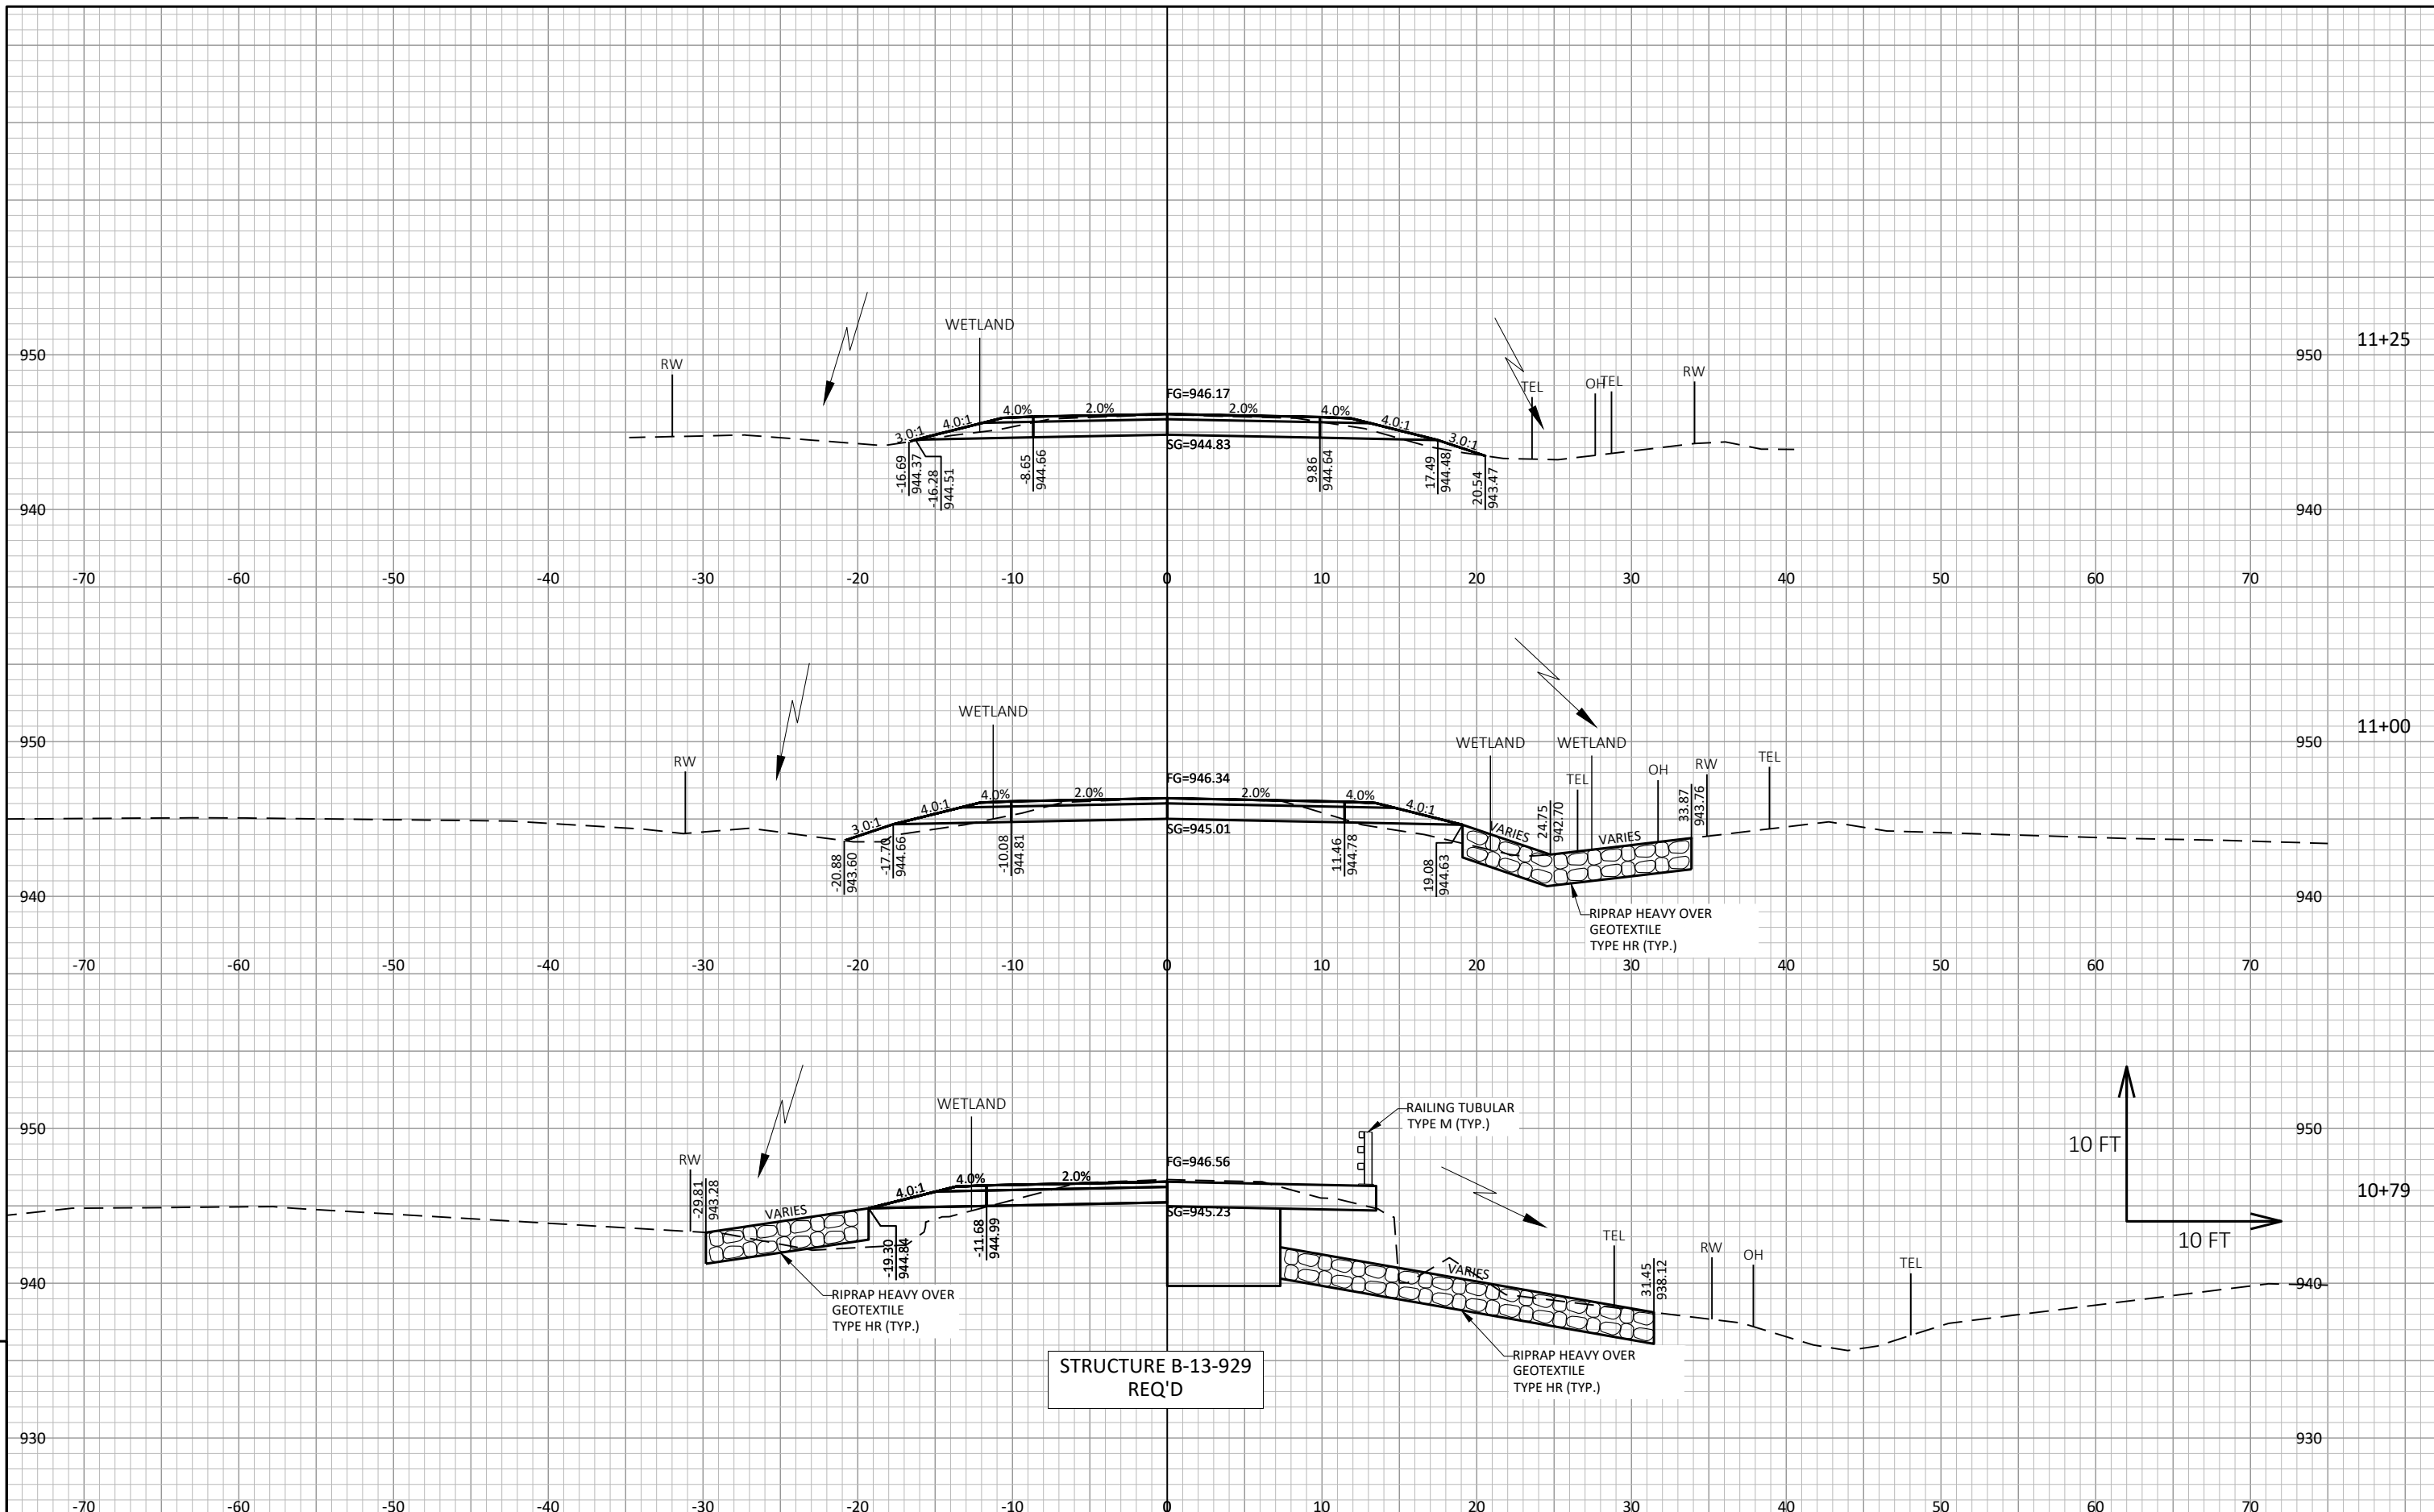 11+25
WETLAND
RW
OH
TEL
RW
TEL
950
950
FG=946.17
3.0:1
4.0:1
4.0%
2.0%
2.0%
4.0%
4.0:1
3.0:1
SG=944.83
-16.69
944.37
-16.28
944.51
-8.65
944.66
9.86
944.64
17.49
944.48
20.54
943.47
940
940
-70
-60
-50
-40
-30
-20
-10
0
10
20
30
40
50
60
70
11+00
WETLAND
WETLAND
WETLAND
RW
TEL
OH
RW
TEL
950
950
FG=946.34
3.0:1
4.0:1
4.0%
2.0%
2.0%
4.0%
4.0:1
VARIES
VARIES
24.75
942.70
33.87
943.76
SG=945.01
-20.88
943.60
-17.70
944.66
-10.08
944.81
11.46
944.78
19.08
944.63
940
940
RIPRAP HEAVY OVER
GEOTEXTILE
TYPE HR (TYP.)
-70
-60
-50
-40
-30
-20
-10
0
10
20
30
40
50
60
70
10+79
WETLAND
RAILING TUBULAR
TYPE M (TYP.)
950
950
RW
-29.81
943.28
VARIES
4.0:1
4.0%
2.0%
FG=946.56
SG=945.23
-19.30
944.84
-11.68
944.99
TEL
31.45
938.12
RW
OH
TEL
VARIES
940
940
10 FT
10 FT
RIPRAP HEAVY OVER
GEOTEXTILE
TYPE HR (TYP.)
RIPRAP HEAVY OVER
GEOTEXTILE
TYPE HR (TYP.)
STRUCTURE B-13-929
REQ'D
930
930
-70
-60
-50
-40
-30
-20
-10
0
10
20
30
40
50
60
70